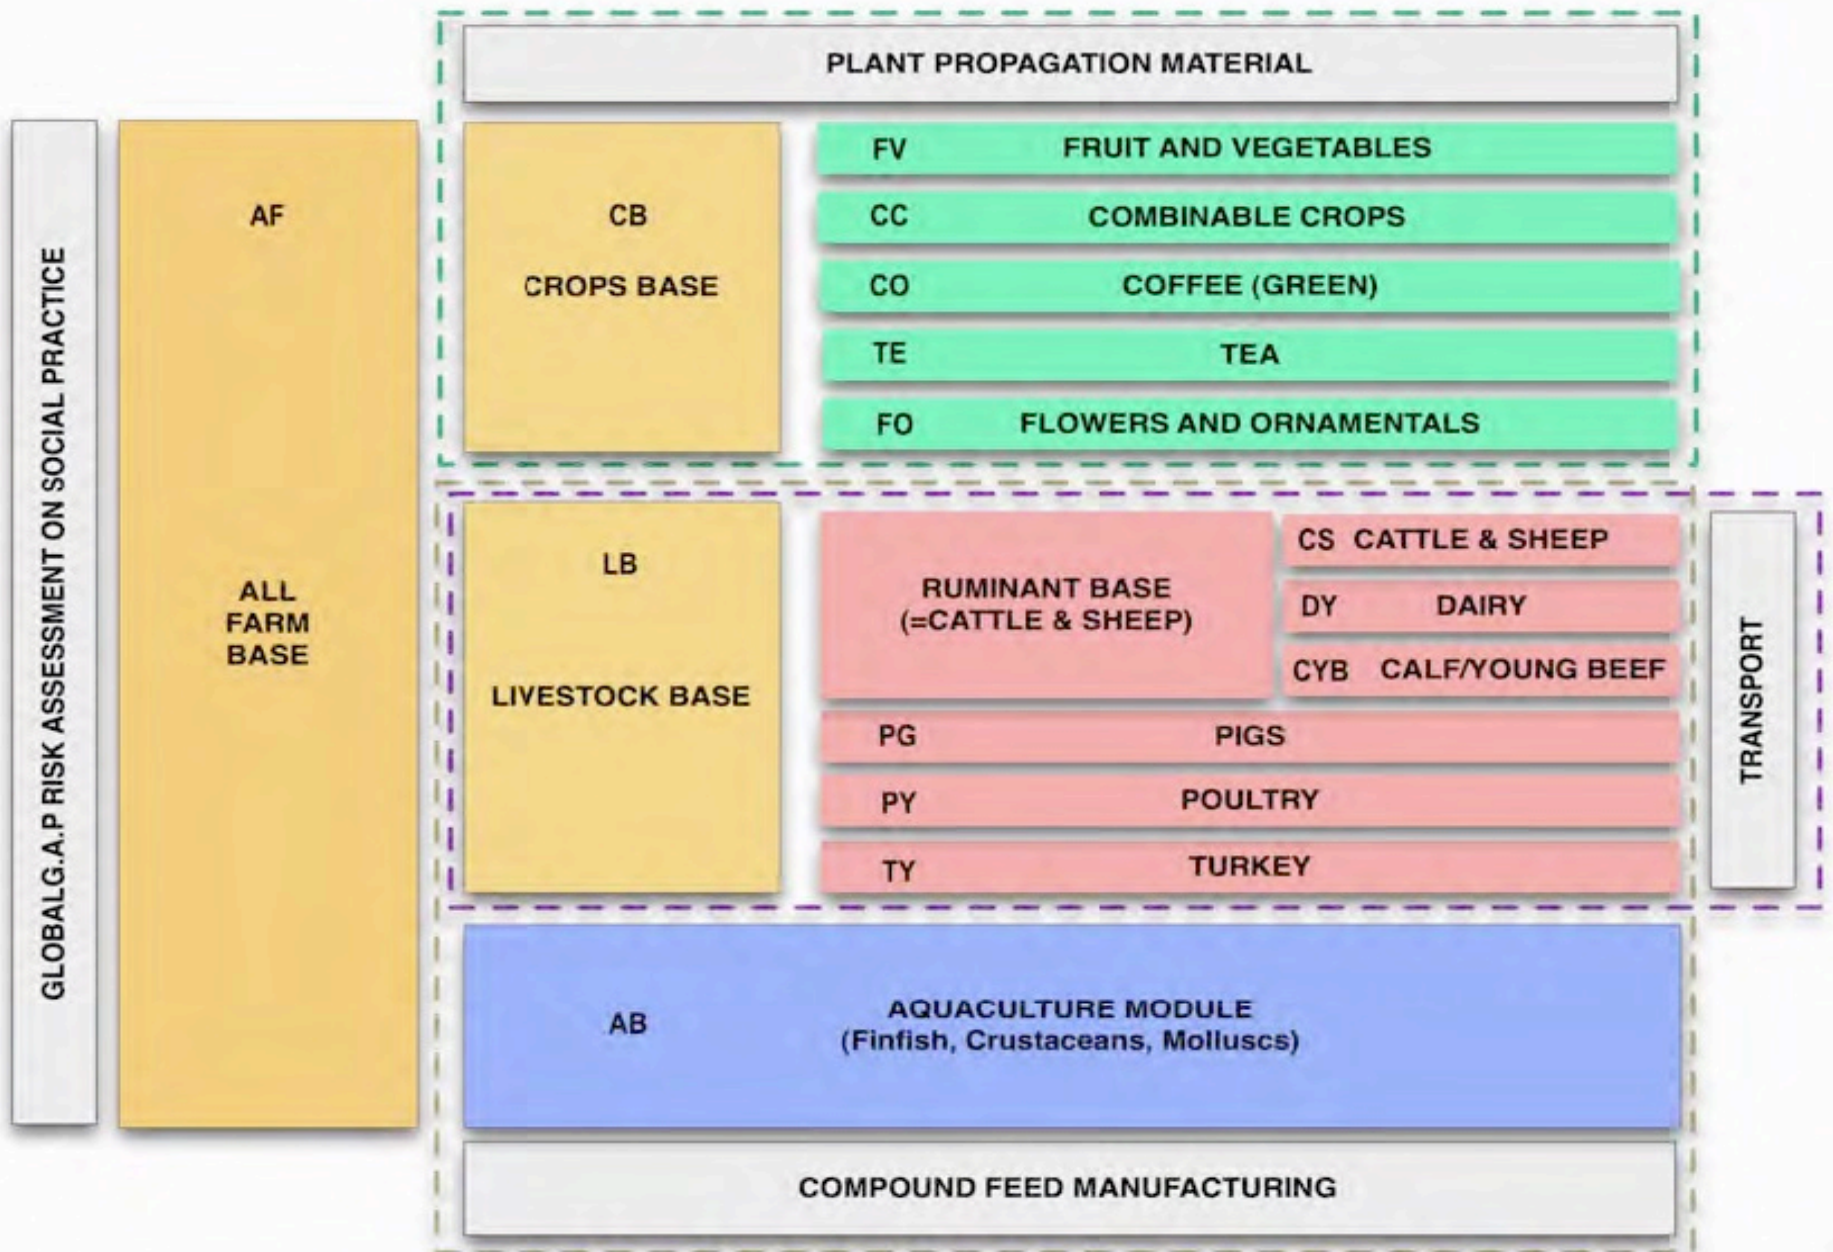 PLANT PROPAGATION MATERIAL
GLOBALG.A.P RISK ASSESSMENT ON SOCIAL PRACTICE
AF
ALL
FARM
BASE
CB
CROPS BASE
FV FRUIT AND VEGETABLES
CC COMBINABLE CROPS
CO COFFEE (GREEN)
TE TEA
FO FLOWERS AND ORNAMENTALS
LB
LIVESTOCK BASE
RUMINANT BASE
(=CATTLE & SHEEP)
CS CATTLE & SHEEP
DY DAIRY
CYB CALF/YOUNG BEEF
PG PIGS
PY POULTRY
TY TURKEY
TRANSPORT
AB
AQUACULTURE MODULE
(Finfish, Crustaceans, Molluscs)
COMPOUND FEED MANUFACTURING